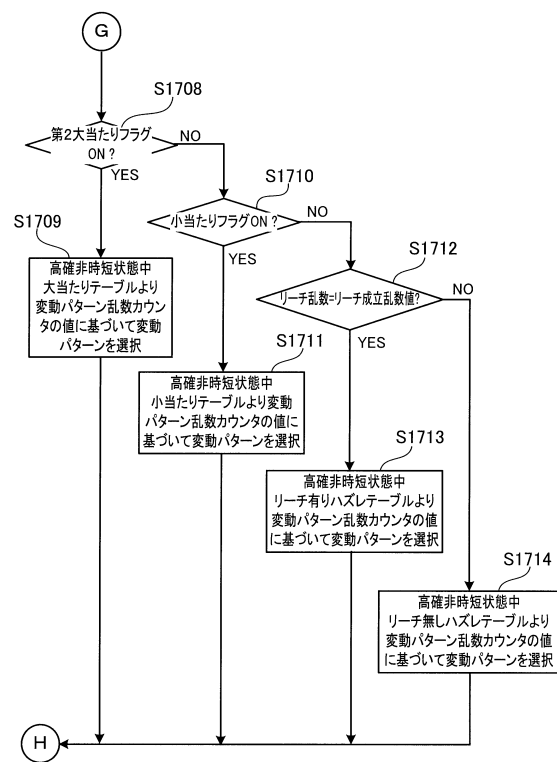 G
S1708
第2大当たりフラグ
ON?
NO
YES
S1709
高確非時短状態中
大当たりテーブルより
変動パターン乱数カウン
タの値に基づいて変動
パターンを選択
S1710
小当たりフラグON?
NO
YES
S1711
高確非時短状態中
小当たりテーブルより変動
パターン乱数カウンタの値に
基づいて変動パターンを選択
S1712
リーチ乱数=リーチ成立乱数値?
NO
YES
S1713
高確非時短状態中
リーチ有りハズレテーブルより
変動パターン乱数カウンタの値
に基づいて変動パターンを選択
S1714
高確非時短状態中
リーチ無しハズレテーブルより
変動パターン乱数カウンタの値
に基づいて変動パターンを選択
H